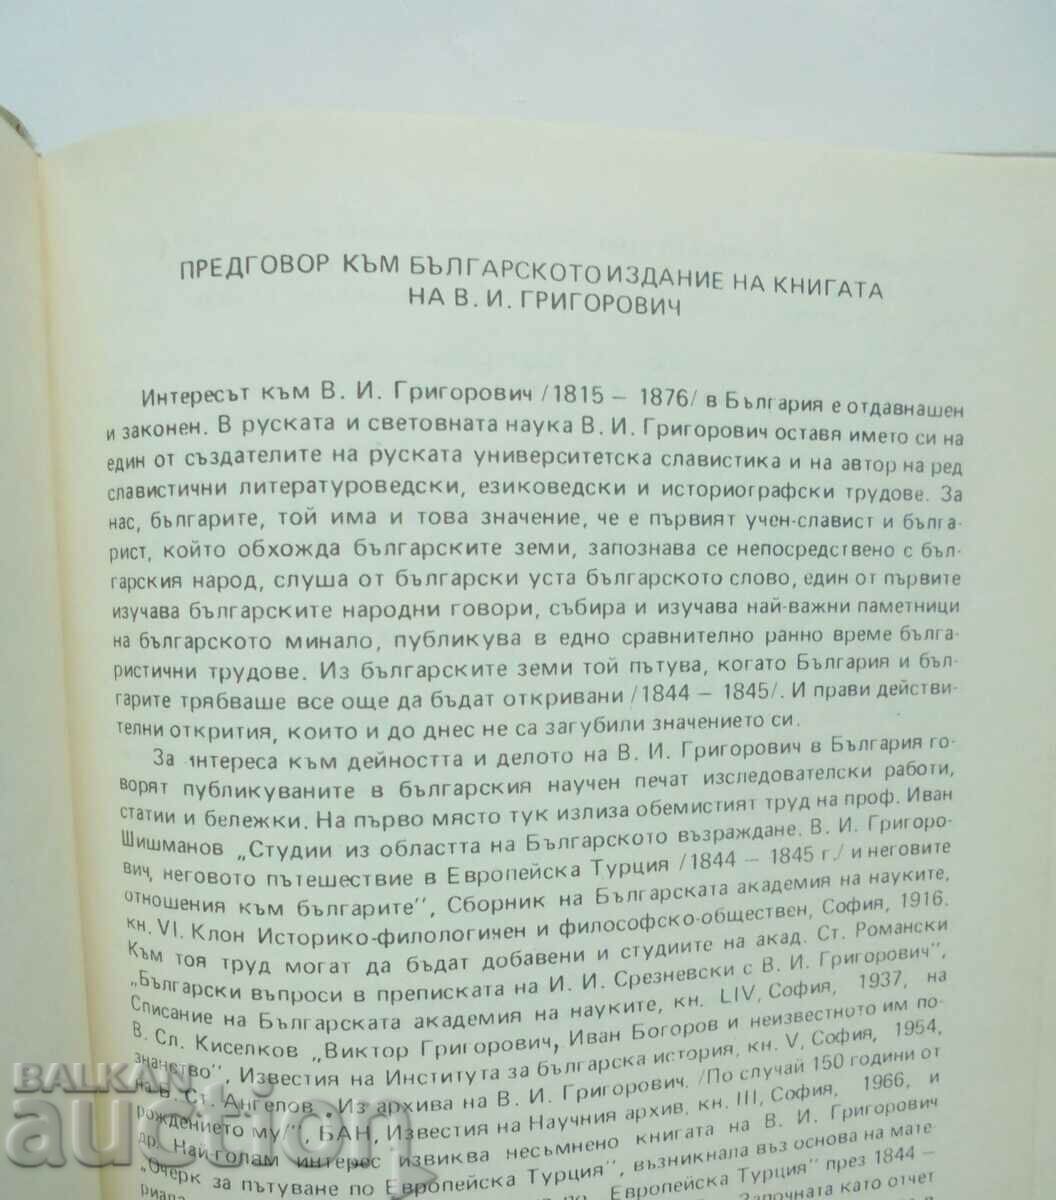 ПРЕДГОВОР КЪМ БЪЛГАРСКОТО ИЗДАНИЕ НА КНИГАТА
НА В. И. ГРИГОРОВИЧ
Интересът към В. И. Григорович /1815 – 1876/ в България е отдавнашен
и законен. В руската и световната наука В. И. Григорович оставя името си на
един от създателите на руската университетска славистика и на автор на ред
славистични литературоведски, езиковедски и историографски трудове. За
нас, българите, той има и това значение, че е първият учен-славист и бълга-
рист, който обхожда българските земи, запознава се непосредствено с бъл-
гарския народ, слуша от български уста българското слово, един от първите
изучава българските народни говори, събира и изучава най-важни паметници
на българското минало, публикува в едно сравнително ранно време бълга-
ристични трудове. Из българските земи той пътува, когато България и бъл-
гарите трябваше все още да бъдат откривани /1844 – 1845/. И прави действи-
телни открития, които и до днес не са загубили значението си.
За интереса към дейността и делото на В. И. Григорович в България го-
ворят публикуваните в българския научен печат изследователски работи,
статии и бележки. На първо място тук излиза обемистият труд на проф. Иван
Шишманов „Студии из областта на Българското възраждане. В. И. Григоро-
вич, неговото пътешествие в Европейска Турция /1844 – 1845 г./ и неговите
отношения към българите", Сборник на Българската академия на науките,
кн. VI. Клон Историко-филологичен и философско-обществен, София, 1916.
Към тоя труд могат да бъдат добавени и студиите на акад. Ст. Романски
„Български въпроси в преписката на И. И. Срезневски с В. И. Григорович",
Списание на Българската академия на науките, кн. LIV, София, 1937, на
В. Сл. Киселков „Виктор Григорович, Иван Богоров и неизвестното им по-
знанство", Известия на Института за българска история, кн. V, София, 1954,
на Б. Ст. Ангелов „Из архива на В. И. Григорович. /По случай 150 години от
рождението му/", БАН, Известия на Научния архив, кн. III, София, 1966, и
др. Най-голям интерес извиква несъмнено книгата на В. И. Григорович
„Очерк за пътуване по Европейска Турция", възникнала въз основа на мате-
по Европейска Турция" през 1844 –
Започната като отчет
BALKAN
auction